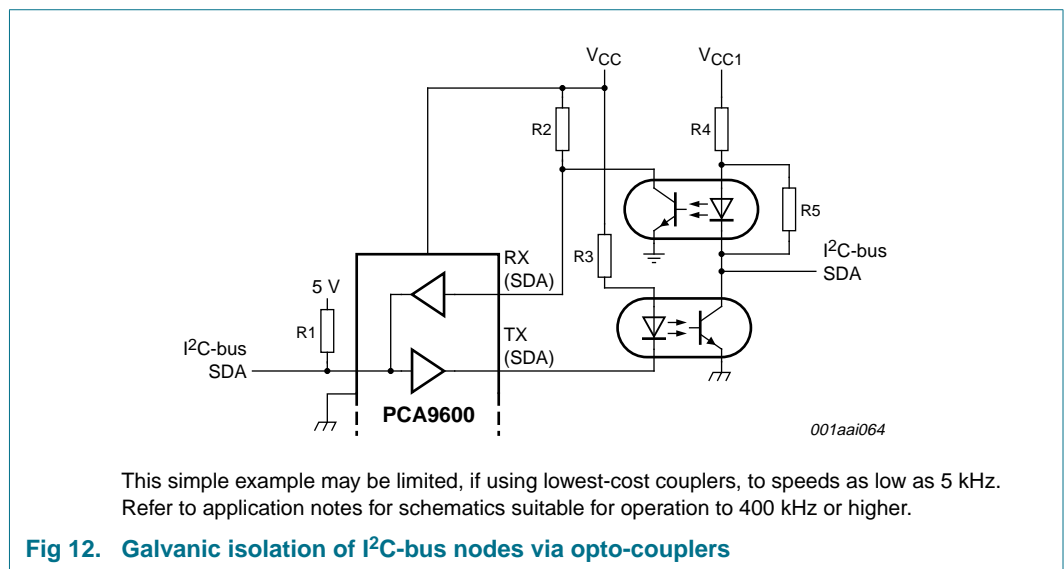 VCC VCC1
R2 R4
R5
RX
(SDA)
R3
I2C-bus
SDA
5 V
R1
TX
(SDA)
I2C-bus
SDA
PCA9600
001aai064
This simple example may be limited, if using lowest-cost couplers, to speeds as low as 5 kHz.
Refer to application notes for schematics suitable for operation to 400 kHz or higher.
Fig 12. Galvanic isolation of I2C-bus nodes via opto-couplers